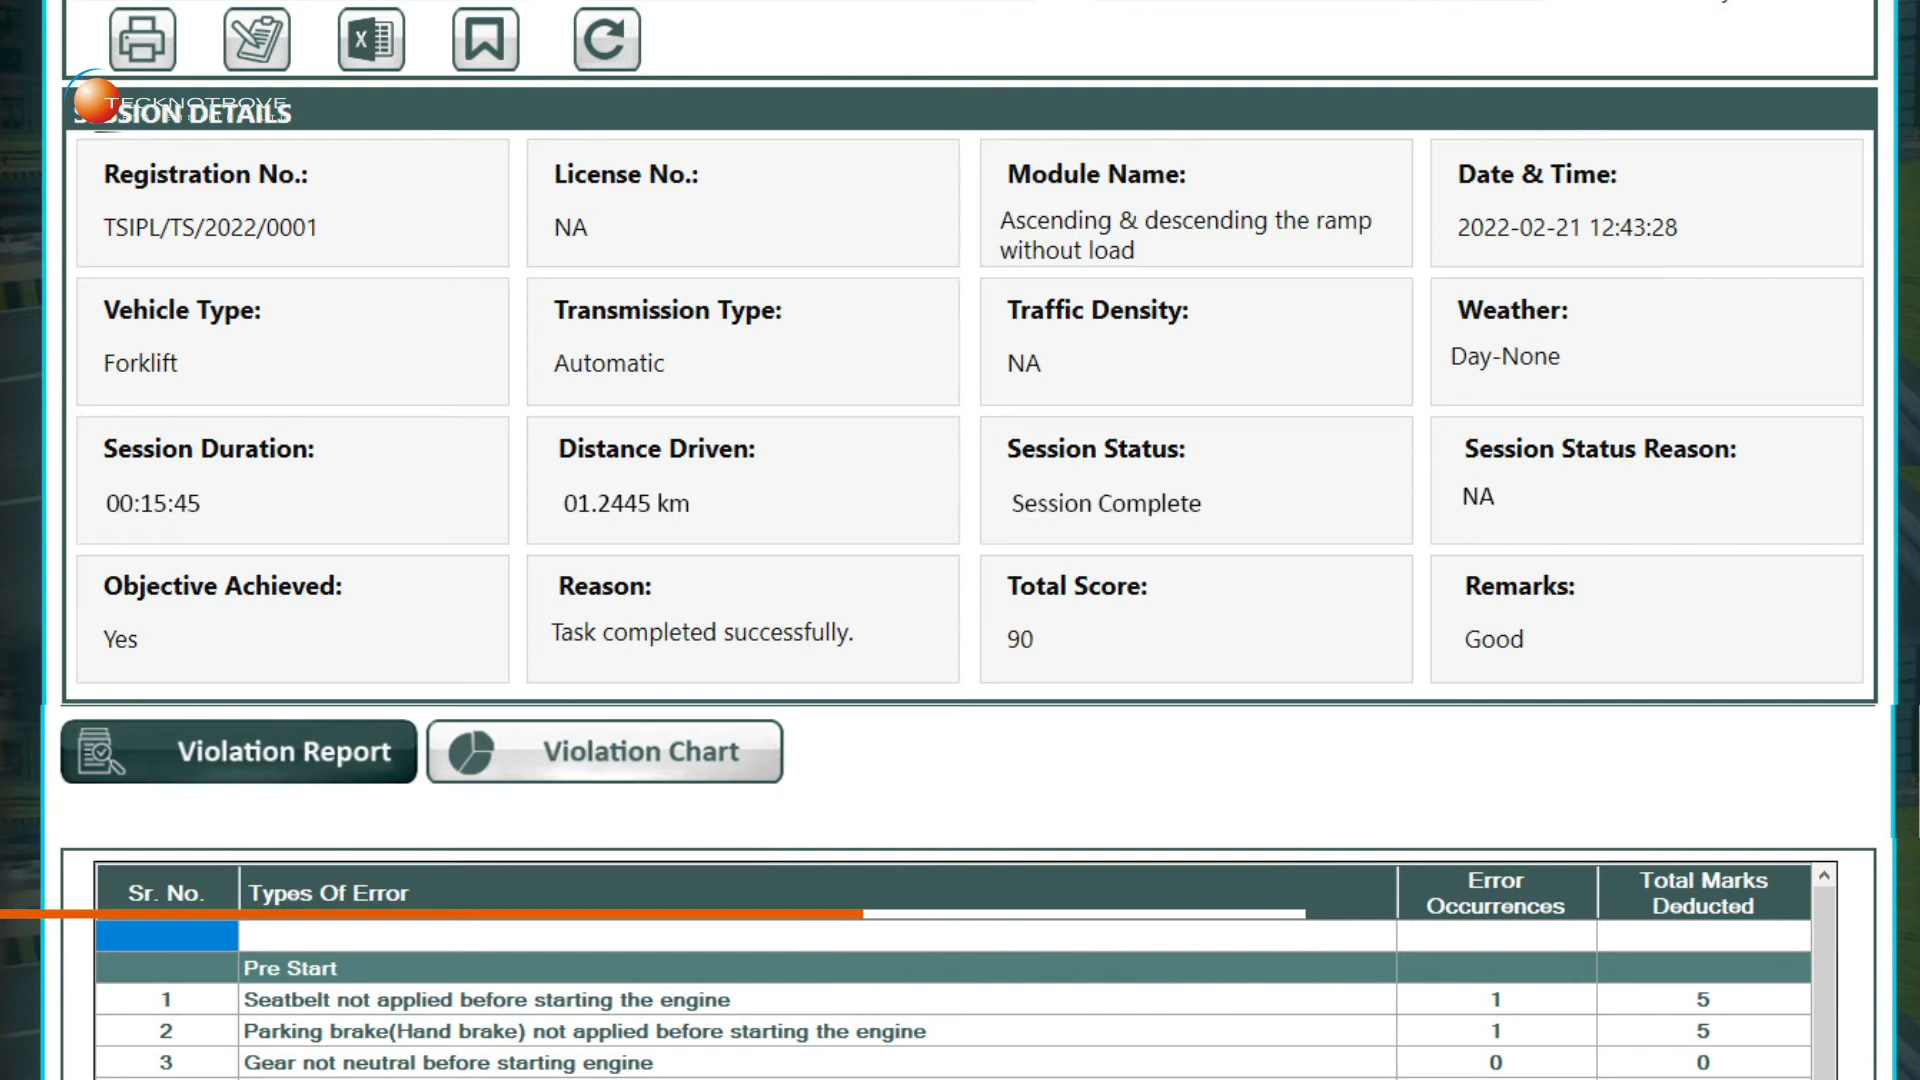 TECKNOTROVE
SESSION DETAILS
Registration No.: License No.: Module Name: Date & Time:
TSIPL/TS/2022/0001 NA Ascending & descending the ramp 2022-02-21 12:43:28
without load
Vehicle Type: Transmission Type: Traffic Density: Weather:
Forklift Automatic NA Day-None
Session Duration: Distance Driven: Session Status: Session Status Reason:
00:15:45 01.2445 km Session Complete NA
Objective Achieved: Reason: Total Score: Remarks:
Yes Task completed successfully. 90 Good
Violation Report Violation Chart
Sr. No. Types Of Error Error Occurrences Total Marks Deducted
Pre Start
1 Seatbelt not applied before starting the engine 1 5
2 Parking brake(Hand brake) not applied before starting the engine 1 5
3 Gear not neutral before starting engine 0 0